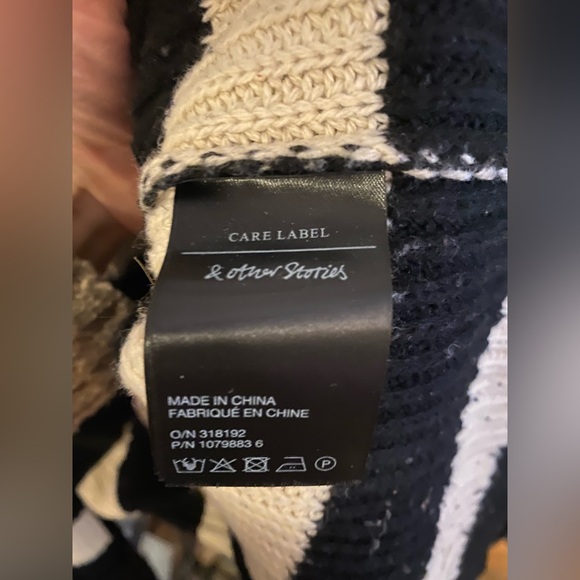 CARE LABEL
& other Stories
MADE IN CHINA
FABRIQUÉ EN CHINE
O/N 318192
P/N 1079883 6
P